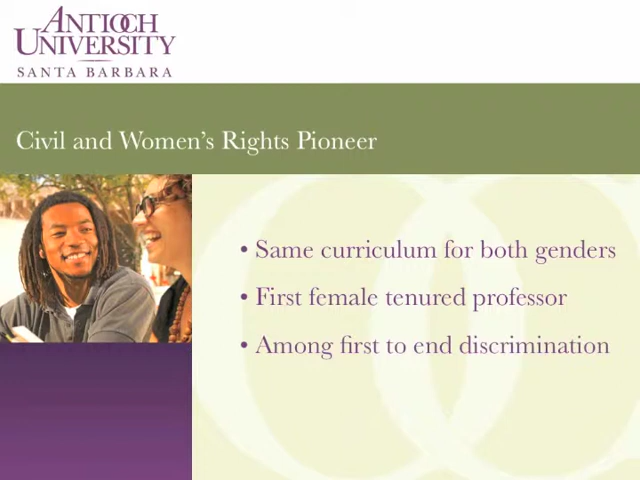 ANTIOCH
UNIVERSITY
SANTA BARBARA
Civil and Women's Rights Pioneer
• Same curriculum for both genders
• First female tenured professor
• Among first to end discrimination